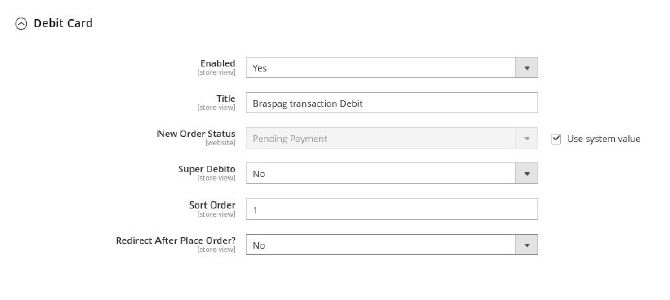 Debit Card
Enabled
[store view]
Yes
Title
[store view]
Braspag transaction Debit
New Order Status
[website]
Pending Payment
Use system value
Super Debito
[store view]
No
Sort Order
[store view]
1
Redirect After Place Order?
[store view]
No